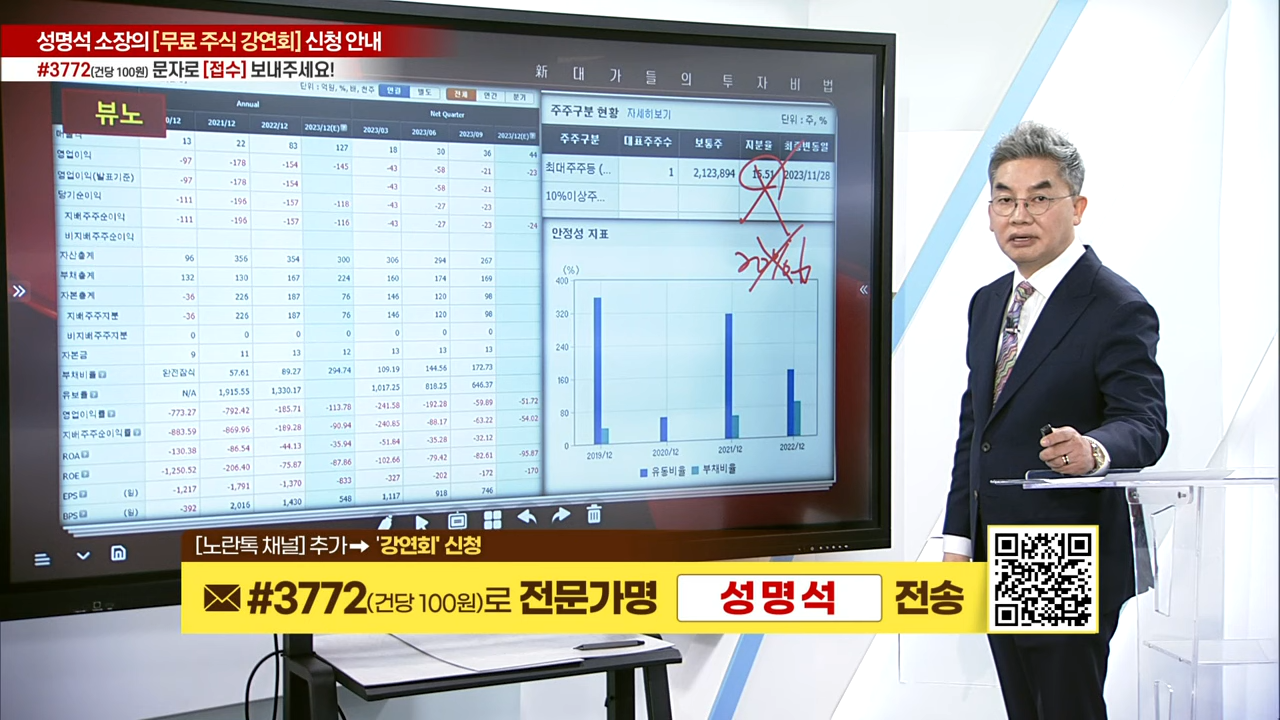 성명석 소장의 [무료 주식 강연회] 신청 안내
#3772(건당 100원) 문자로 [접수] 보내주세요!
新 대 가 들 의 투 자 비 법
뷰노
단위 : 억원, %, 배, 천주 연결 별도 전체 연간 분기
Annual Net Quarter
2021/12 2022/12 2023/12(E) 2023/03 2023/06 2023/09 2023/12(E)
13 22 83 127 18 30 36 44
영업이익 -97 -178 -154 -145 -43 -58 -21 -23
영업이익(발표기준) -97 -178 -154 -43 -58 -21
당기순이익 -111 -196 -157 -118 -43 -27 -23
지배주주순이익 -111 -196 -157 -116 -43 -27 -23 -24
비지배주주순이익
자산총계 96 356 354 300 306 294 267
부채총계 132 130 167 224 160 174 169
자본총계 -36 226 187 76 146 120 98
지배주주지분 -36 226 187 76 146 120 98
비지배주주지분 0 0 0 0 0 0 0
자본금 9 11 13 12 13 13 13
부채비율 완전잠식 57.61 89.27 294.74 109.19 144.56 172.73
유보율 N/A 1,915.55 1,330.17 1,017.25 818.25 646.37
영업이익률 -773.27 -792.42 -185.71 -113.78 -241.58 -192.28 -59.89 -51.72
지배주주순이익률 -883.59 -869.96 -189.28 -90.94 -240.85 -88.17 -63.22 -54.02
ROA -130.38 -86.54 -44.13 -35.94 -51.84 -35.28 -32.12
ROE -1,250.52 -206.40 -75.87 -87.86 -102.66 -79.42 -82.61 -95.87
EPS (원) -1,217 -1,791 -1,370 -833 -327 -202 -172 -170
BPS (원) -392 2,016 1,430 548 1,117 918 746
주주구분 현황 자세히보기 단위 : 주, %
주주구분 대표주주수 보통주 지분율 최종변동일
최대주주등 (... 1 2,123,894 15.51 2023/11/28
10%이상주...
안정성 지표
(%)
400
320
240
160
80
0
2019/12 2020/12 2021/12 2022/12
유동비율 부채비율
[노란톡 채널] 추가➡ '강연회' 신청
#3772(건당 100원)로 전문가명 성명석 전송